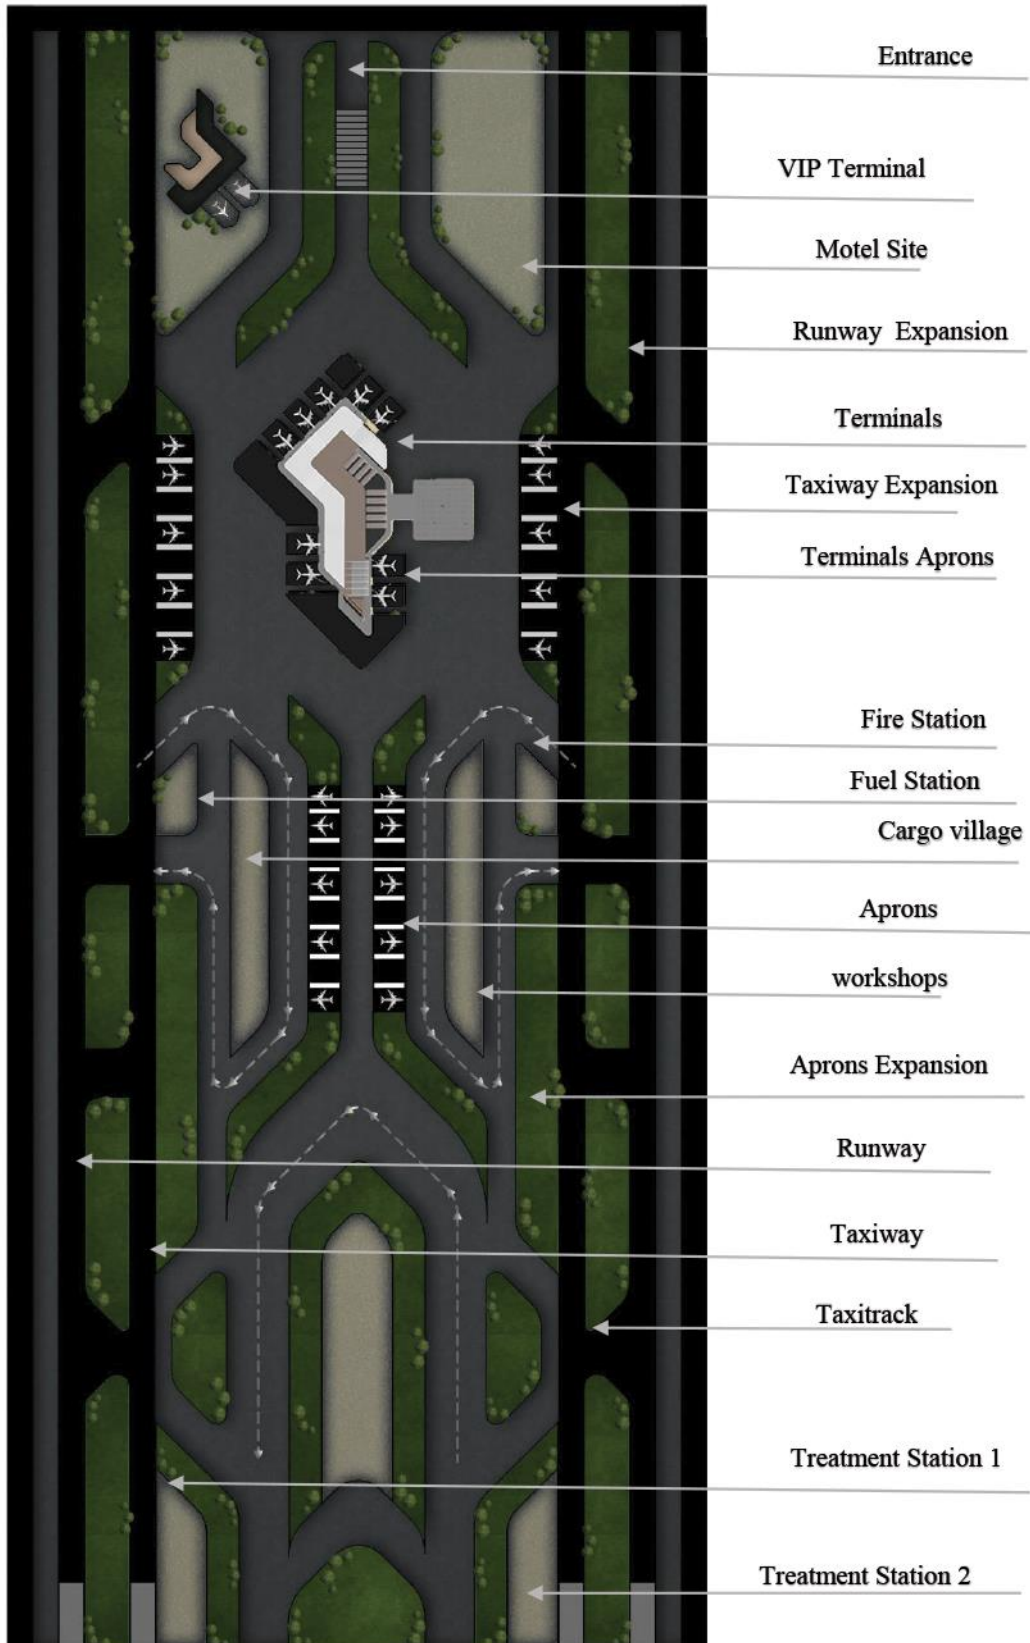 Entrance
VIP Terminal
Motel Site
Runway Expansion
Terminals
Taxiway Expansion
Terminals Aprons
Fire Station
Fuel Station
Cargo village
Aprons
workshops
Aprons Expansion
Runway
Taxiway
Taxitrack
Treatment Station 1
Treatment Station 2